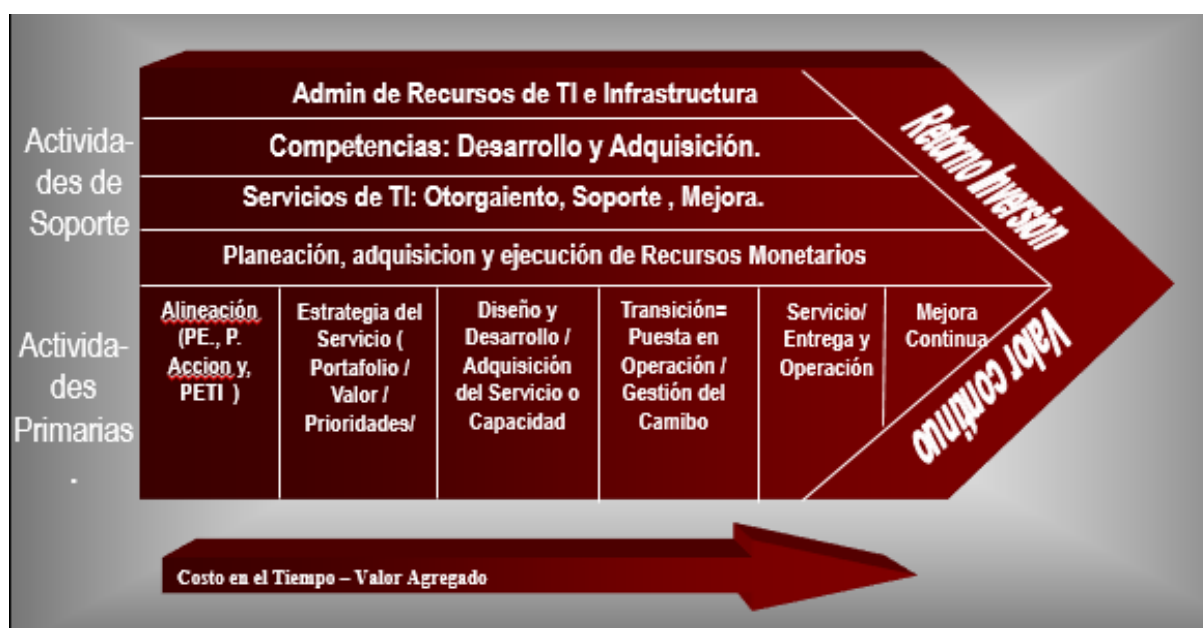 Admin de Recursos de TI e Infrastructura
Competencias: Desarrollo y Adquisición.
Servicios de TI: Otorgaiento, Soporte , Mejora.
Planeación, adquisicion y ejecución de Recursos Monetarios
Activida-
des de
Soporte
Retorno Inversion
Activida-
des
Primarias
.
Alineación
(PE., P.
Accion y,
PETI )
Estrategia del
Servicio (
Portafolio /
Valor /
Prioridades/
Diseño y
Desarrollo /
Adquisición
del Servicio o
Capacidad
Transición=
Puesta en
Operación /
Gestión del
Camibo
Servicio/
Entrega y
Operación
Mejora
Continua
Valor continuo
Costo en el Tiempo – Valor Agregado